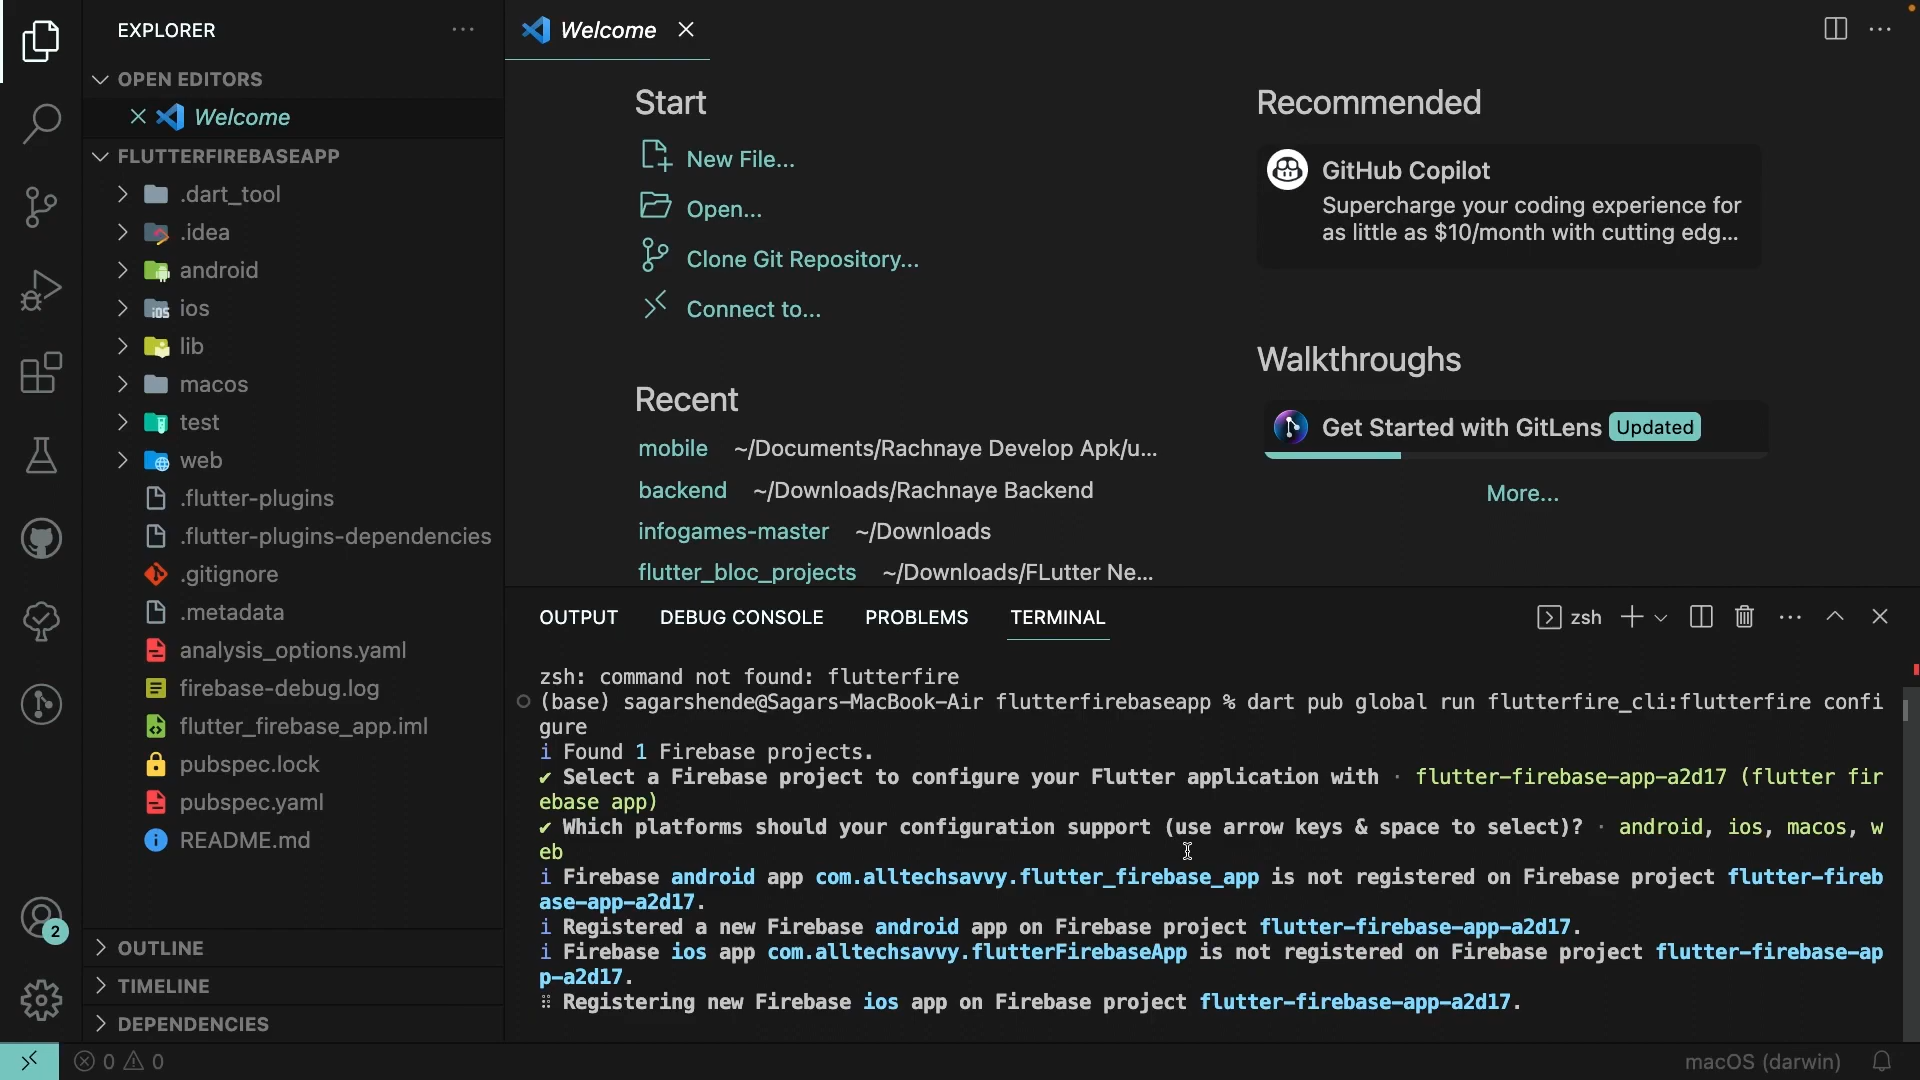 EXPLORER
OPEN EDITORS
Welcome
FLUTTERFIREBASEAPP
.dart_tool
.idea
android
ios
lib
macos
test
web
.flutter-plugins
.flutter-plugins-dependencies
.gitignore
.metadata
analysis_options.yaml
firebase-debug.log
flutter_firebase_app.iml
pubspec.lock
pubspec.yaml
README.md
OUTLINE
TIMELINE
DEPENDENCIES
2
Welcome
Start
New File...
Open...
Clone Git Repository...
Connect to...
Recent
mobile ~/Documents/Rachnaye Develop Apk/u...
backend ~/Downloads/Rachnaye Backend
infogames-master ~/Downloads
flutter_bloc_projects ~/Downloads/FLutter Ne...
Recommended
GitHub Copilot
Supercharge your coding experience for
as little as $10/month with cutting edg...
Walkthroughs
Get Started with GitLens Updated
More...
OUTPUT DEBUG CONSOLE PROBLEMS TERMINAL zsh
zsh: command not found: flutterfire
(base) sagarshende@Sagars-MacBook-Air flutterfirebaseapp % dart pub global run flutterfire_cli:flutterfire confi
gure
i Found 1 Firebase projects.
✔ Select a Firebase project to configure your Flutter application with · flutter-firebase-app-a2d17 (flutter fir
ebase app)
✔ Which platforms should your configuration support (use arrow keys & space to select)? · android, ios, macos, w
eb
i Firebase android app com.alltechsavvy.flutter_firebase_app is not registered on Firebase project flutter-fireb
ase-app-a2d17.
i Registered a new Firebase android app on Firebase project flutter-firebase-app-a2d17.
i Firebase ios app com.alltechsavvy.flutterFirebaseApp is not registered on Firebase project flutter-firebase-ap
p-a2d17.
⠿ Registering new Firebase ios app on Firebase project flutter-firebase-app-a2d17.
0 0 macOS (darwin)